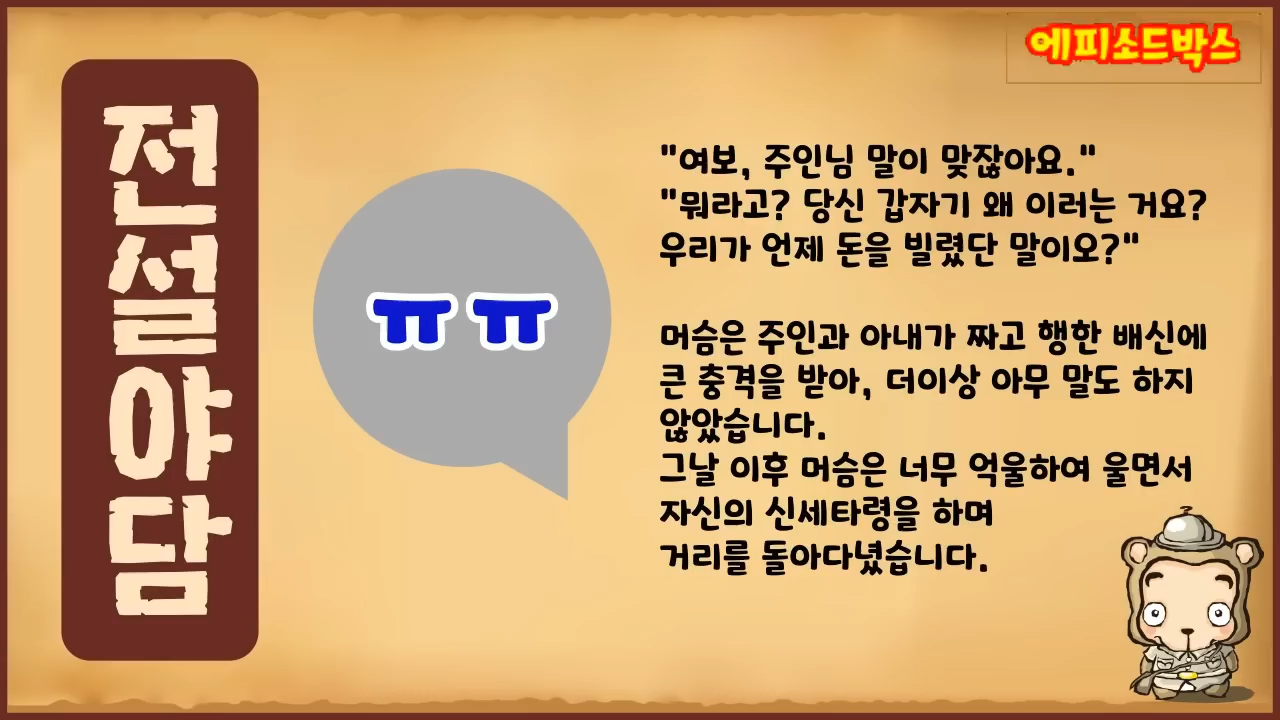 에피소드박스
전설야담
ㅠㅠ
"여보, 주인님 말이 맞잖아요."
"뭐라고? 당신 갑자기 왜 이러는 거요?
우리가 언제 돈을 빌렸단 말이오?"
머슴은 주인과 아내가 짜고 행한 배신에
큰 충격을 받아, 더이상 아무 말도 하지
않았습니다.
그날 이후 머슴은 너무 억울하여 울면서
자신의 신세타령을 하며
거리를 돌아다녔습니다.